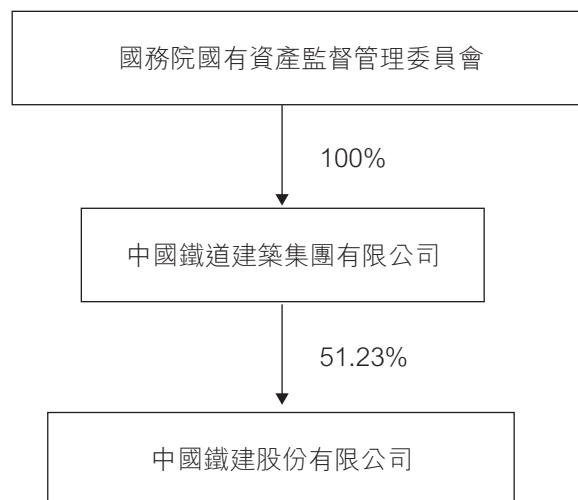 國務院國有資產監督管理委員會
100%
中國鐵道建築集團有限公司
51.23%
中國鐵建股份有限公司